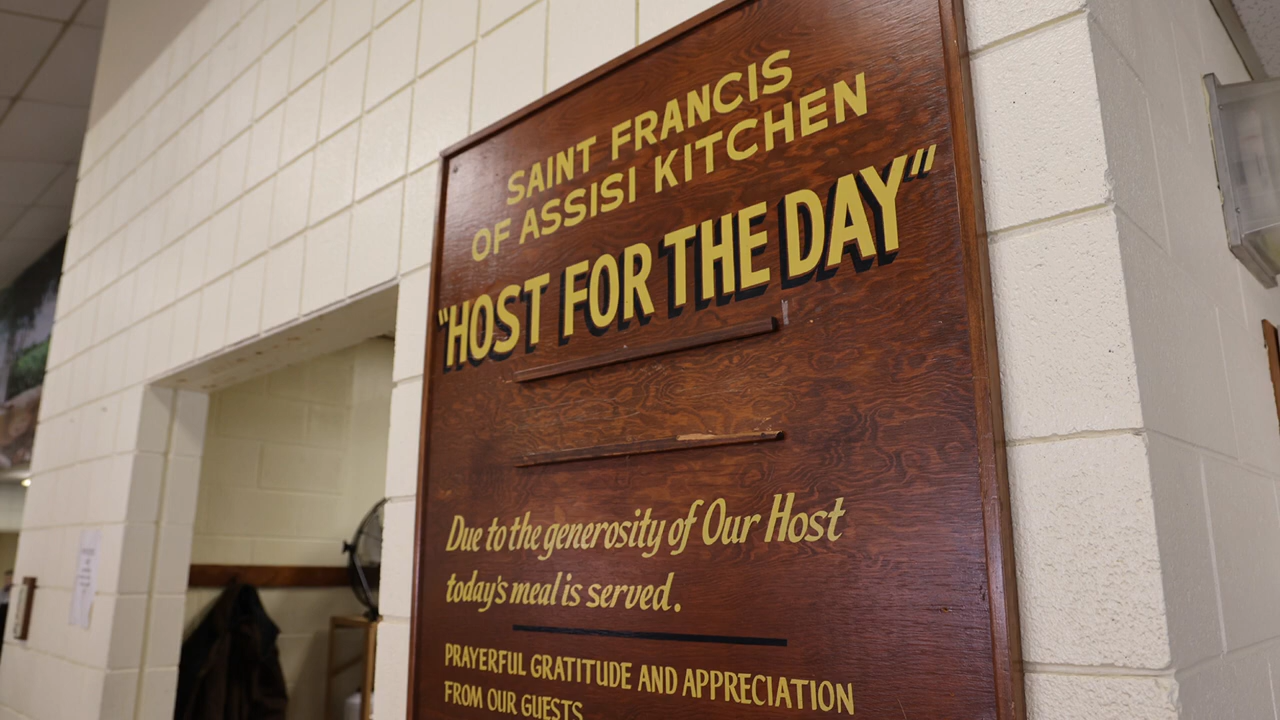 SAINT FRANCIS
OF ASSISI KITCHEN
"HOST FOR THE DAY"
Due to the generosity of Our Host
today's meal is served.
PRAYERFUL GRATITUDE AND APPRECIATION
FROM OUR GUESTS